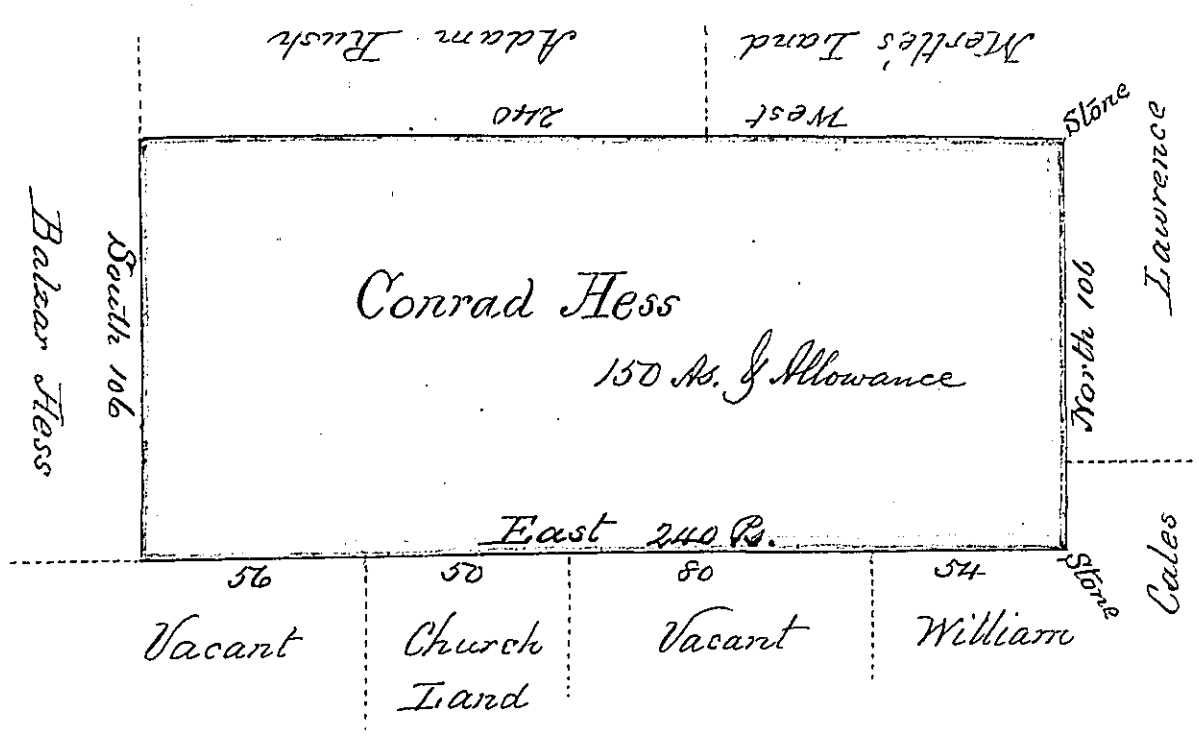 Adam Rush
Mertle's Land
240
West
Stone
Lawrence
Balzar Hess
South 106
Conrad Hess
150 As. & Allowance
North 106
East 240 Ps.
56
50
80
54
Stone
Cales
Vacant
Church
Land
Vacant
William